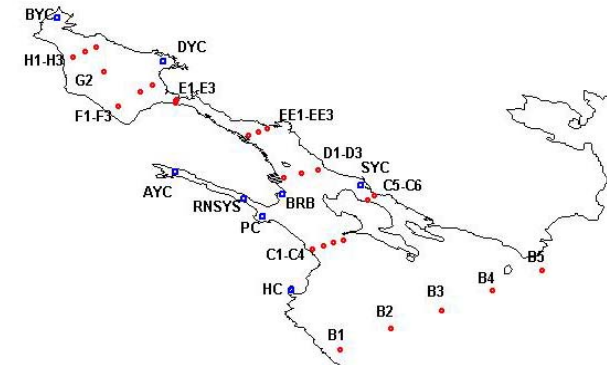 BYC
DYC
H1-H3
G2
E1-E3
F1-F3
EE1-EE3
D1-D3
SYC
C5-C6
AYC
RNSYS
BRB
PC
C1-C4
B5
HC
B4
B3
B2
B1